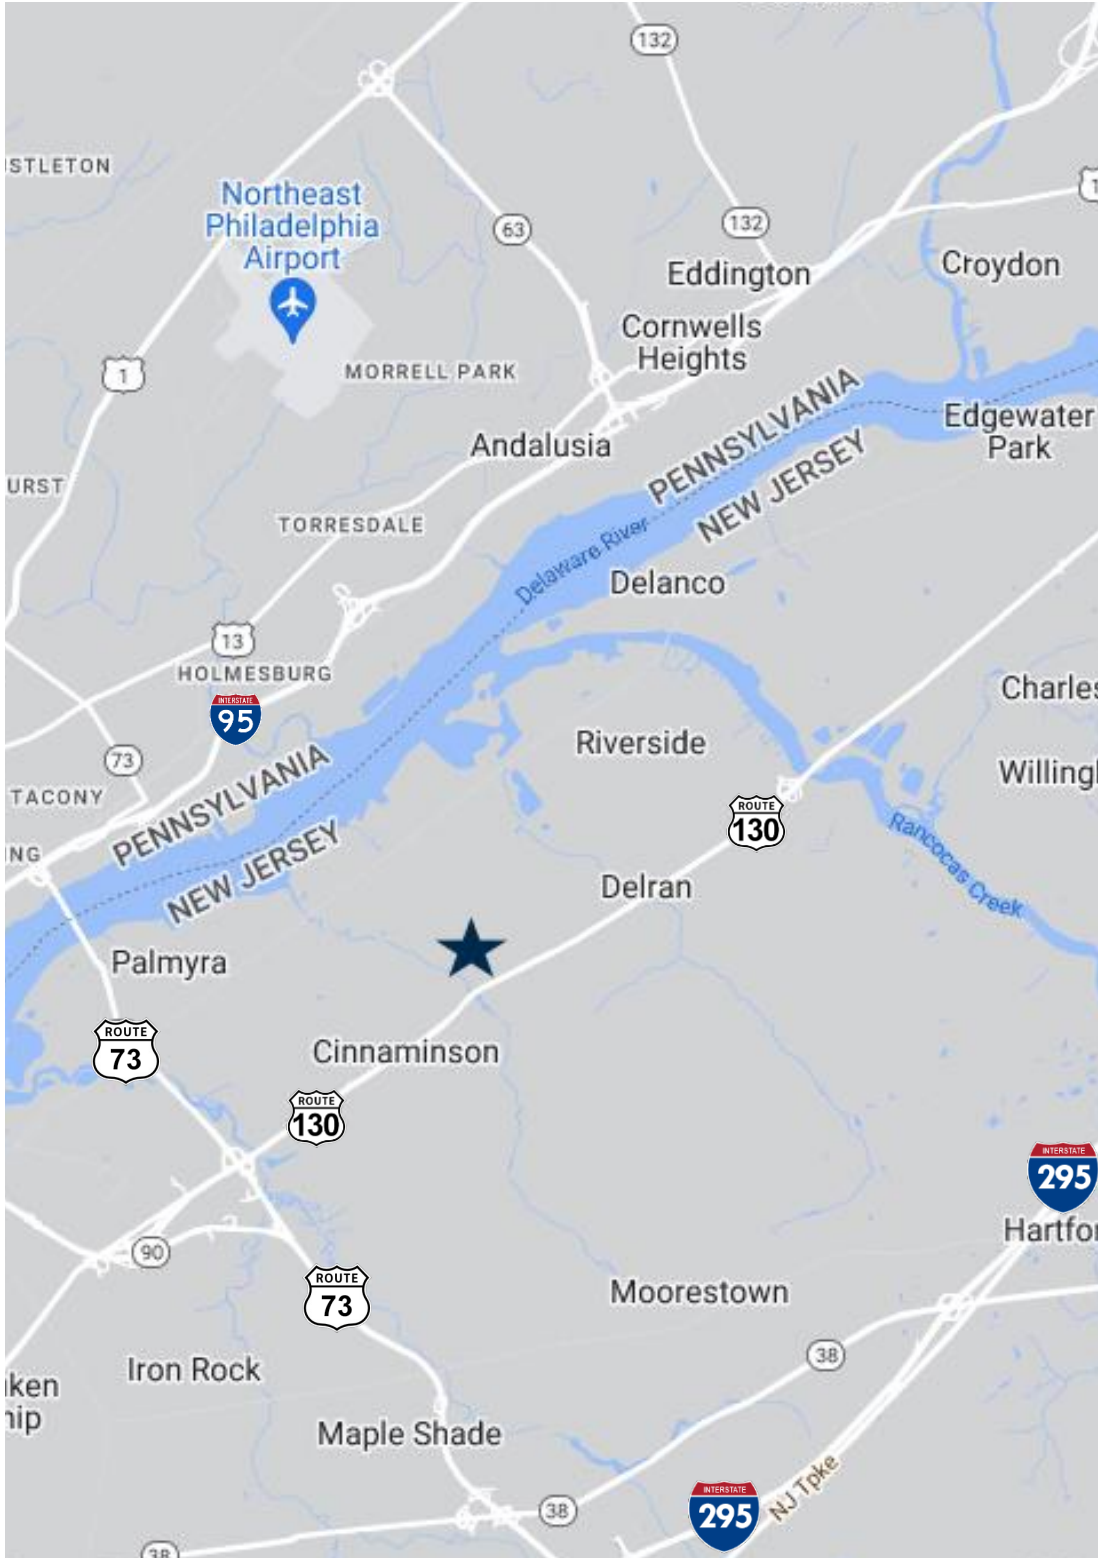 132
STLETON
Northeast
Philadelphia
Airport
63
132
1
Eddington
Croydon
Cornwells
Heights
1
MORRELL PARK
PENNSYLVANIA
Edgewater
Park
Andalusia
NEW JERSEY
URST
TORRESDALE
Delaware River
Delanco
13
HOLMESBURG
INTERSTATE
95
Charles
Riverside
73
PENNSYLVANIA
Willingl
TACONY
ROUTE
130
NEW JERSEY
Rancocas Creek
ING
Delran
Palmyra
ROUTE
73
Cinnaminson
ROUTE
130
INTERSTATE
295
Hartfor
90
ROUTE
73
Moorestown
38
Iron Rock
ken
hip
Maple Shade
NJ Tpke
INTERSTATE
295
38
38